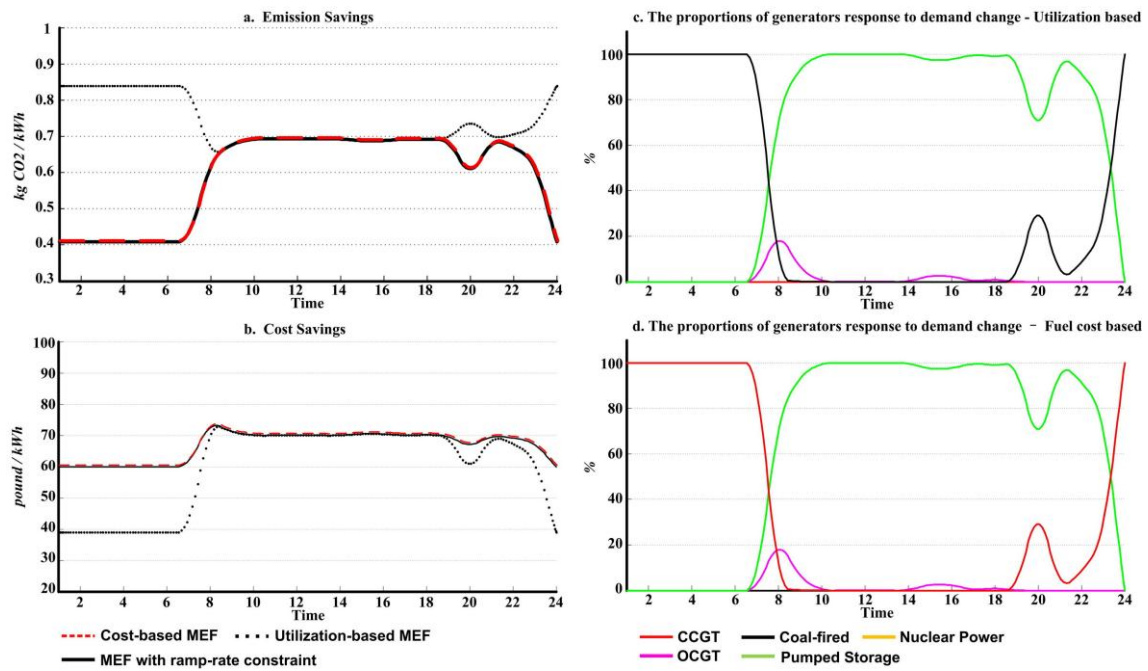 a. Emission Savings
1
0.9
0.8
0.7
0.6
0.5
0.4
0.3
kg CO2 / kWh
2 4 6 8 10 12 14 16 18 20 22 24
Time
b. Cost Savings
100
90
80
70
60
50
40
30
20
pound / kWh
2 4 6 8 10 12 14 16 18 20 22 24
Time
Cost-based MEF Utilization-based MEF
MEF with ramp-rate constraint
c. The proportions of generators response to demand change - Utilization based
100
80
60
40
20
0
%
2 4 6 8 10 12 14 16 18 20 22 24
Time
d. The proportions of generators response to demand change - Fuel cost based
100
80
60
40
20
0
%
2 4 6 8 10 12 14 16 18 20 22 24
Time
CCGT Coal-fired Nuclear Power
OCGT Pumped Storage